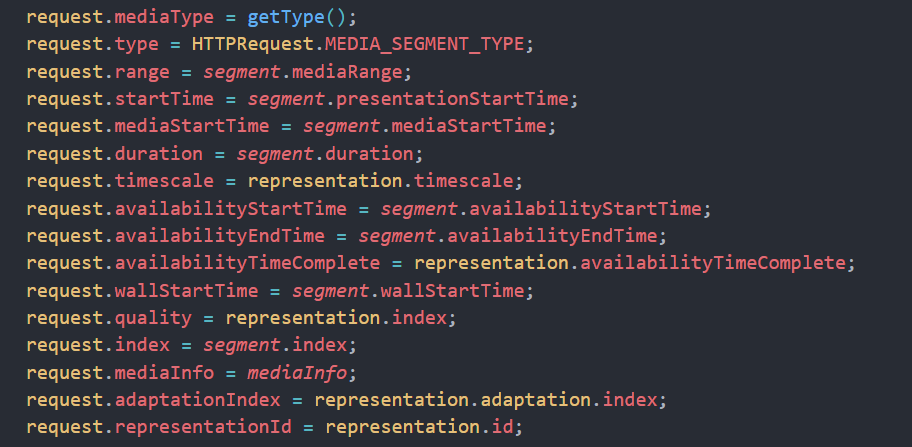 request.mediaType = getType();
request.type = HTTPRequest.MEDIA_SEGMENT_TYPE;
request.range = segment.mediaRange;
request.startTime = segment.presentationStartTime;
request.mediaStartTime = segment.mediaStartTime;
request.duration = segment.duration;
request.timescale = representation.timescale;
request.availabilityStartTime = segment.availabilityStartTime;
request.availabilityEndTime = segment.availabilityEndTime;
request.availabilityTimeComplete = representation.availabilityTimeComplete;
request.wallStartTime = segment.wallStartTime;
request.quality = representation.index;
request.index = segment.index;
request.mediaInfo = mediaInfo;
request.adaptationIndex = representation.adaptation.index;
request.representationId = representation.id;